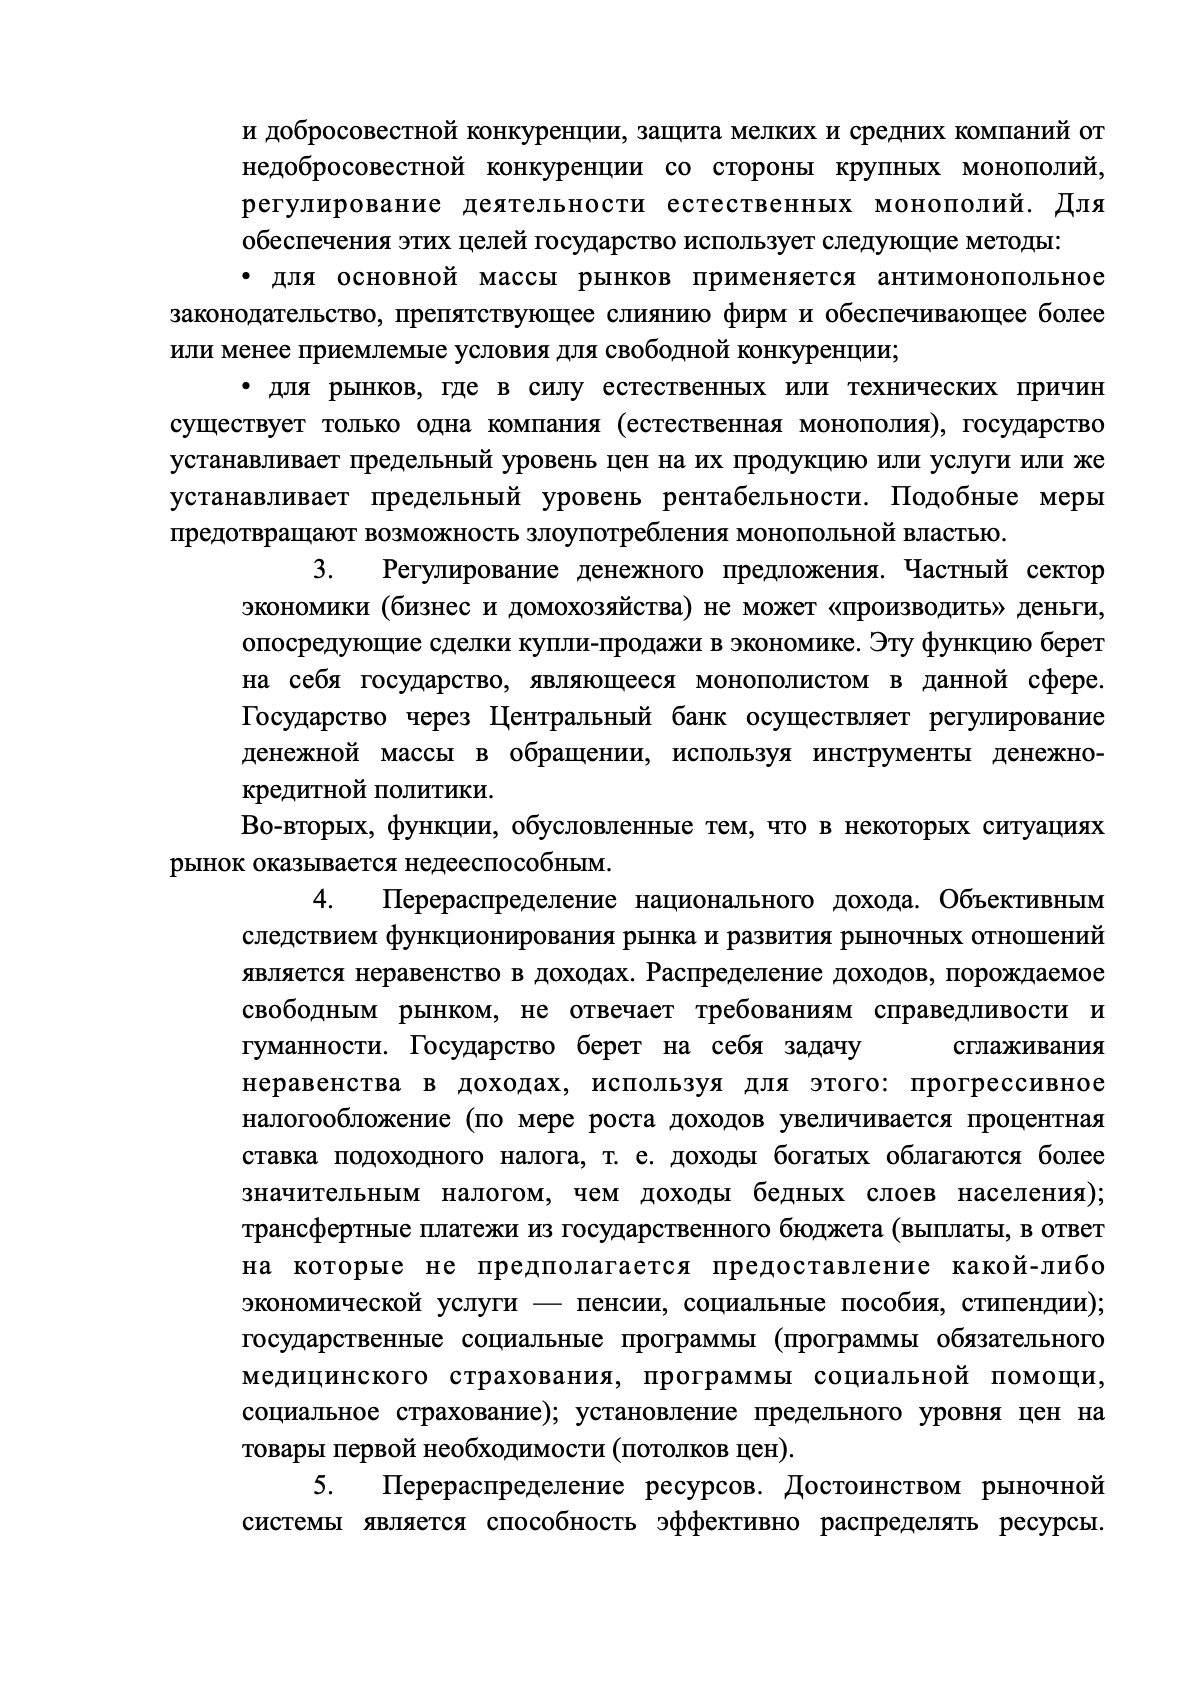 и добросовестной конкуренции, защита мелких и средних компаний от
недобросовестной конкуренции со стороны крупных монополий,
регулирование деятельности естественных монополий. Для
обеспечения этих целей государство использует следующие методы:
• для основной массы рынков применяется антимонопольное
законодательство, препятствующее слиянию фирм и обеспечивающее более
или менее приемлемые условия для свободной конкуренции;
• для рынков, где в силу естественных или технических причин
существует только одна компания (естественная монополия), государство
устанавливает предельный уровень цен на их продукцию или услуги или же
устанавливает предельный уровень рентабельности. Подобные меры
предотвращают возможность злоупотребления монопольной властью.
3. Регулирование денежного предложения. Частный сектор
экономики (бизнес и домохозяйства) не может «производить» деньги,
опосредующие сделки купли-продажи в экономике. Эту функцию берет
на себя государство, являющееся монополистом в данной сфере.
Государство через Центральный банк осуществляет регулирование
денежной массы в обращении, используя инструменты денежно-
кредитной политики.
Во-вторых, функции, обусловленные тем, что в некоторых ситуациях
рынок оказывается недееспособным.
4. Перераспределение национального дохода. Объективным
следствием функционирования рынка и развития рыночных отношений
является неравенство в доходах. Распределение доходов, порождаемое
свободным рынком, не отвечает требованиям справедливости и
гуманности. Государство берет на себя задачу сглаживания
неравенства в доходах, используя для этого: прогрессивное
налогообложение (по мере роста доходов увеличивается процентная
ставка подоходного налога, т. е. доходы богатых облагаются более
значительным налогом, чем доходы бедных слоев населения);
трансфертные платежи из государственного бюджета (выплаты, в ответ
на которые не предполагается предоставление какой-либо
экономической услуги — пенсии, социальные пособия, стипендии);
государственные социальные программы (программы обязательного
медицинского страхования, программы социальной помощи,
социальное страхование); установление предельного уровня цен на
товары первой необходимости (потолков цен).
5. Перераспределение ресурсов. Достоинством рыночной
системы является способность эффективно распределять ресурсы.